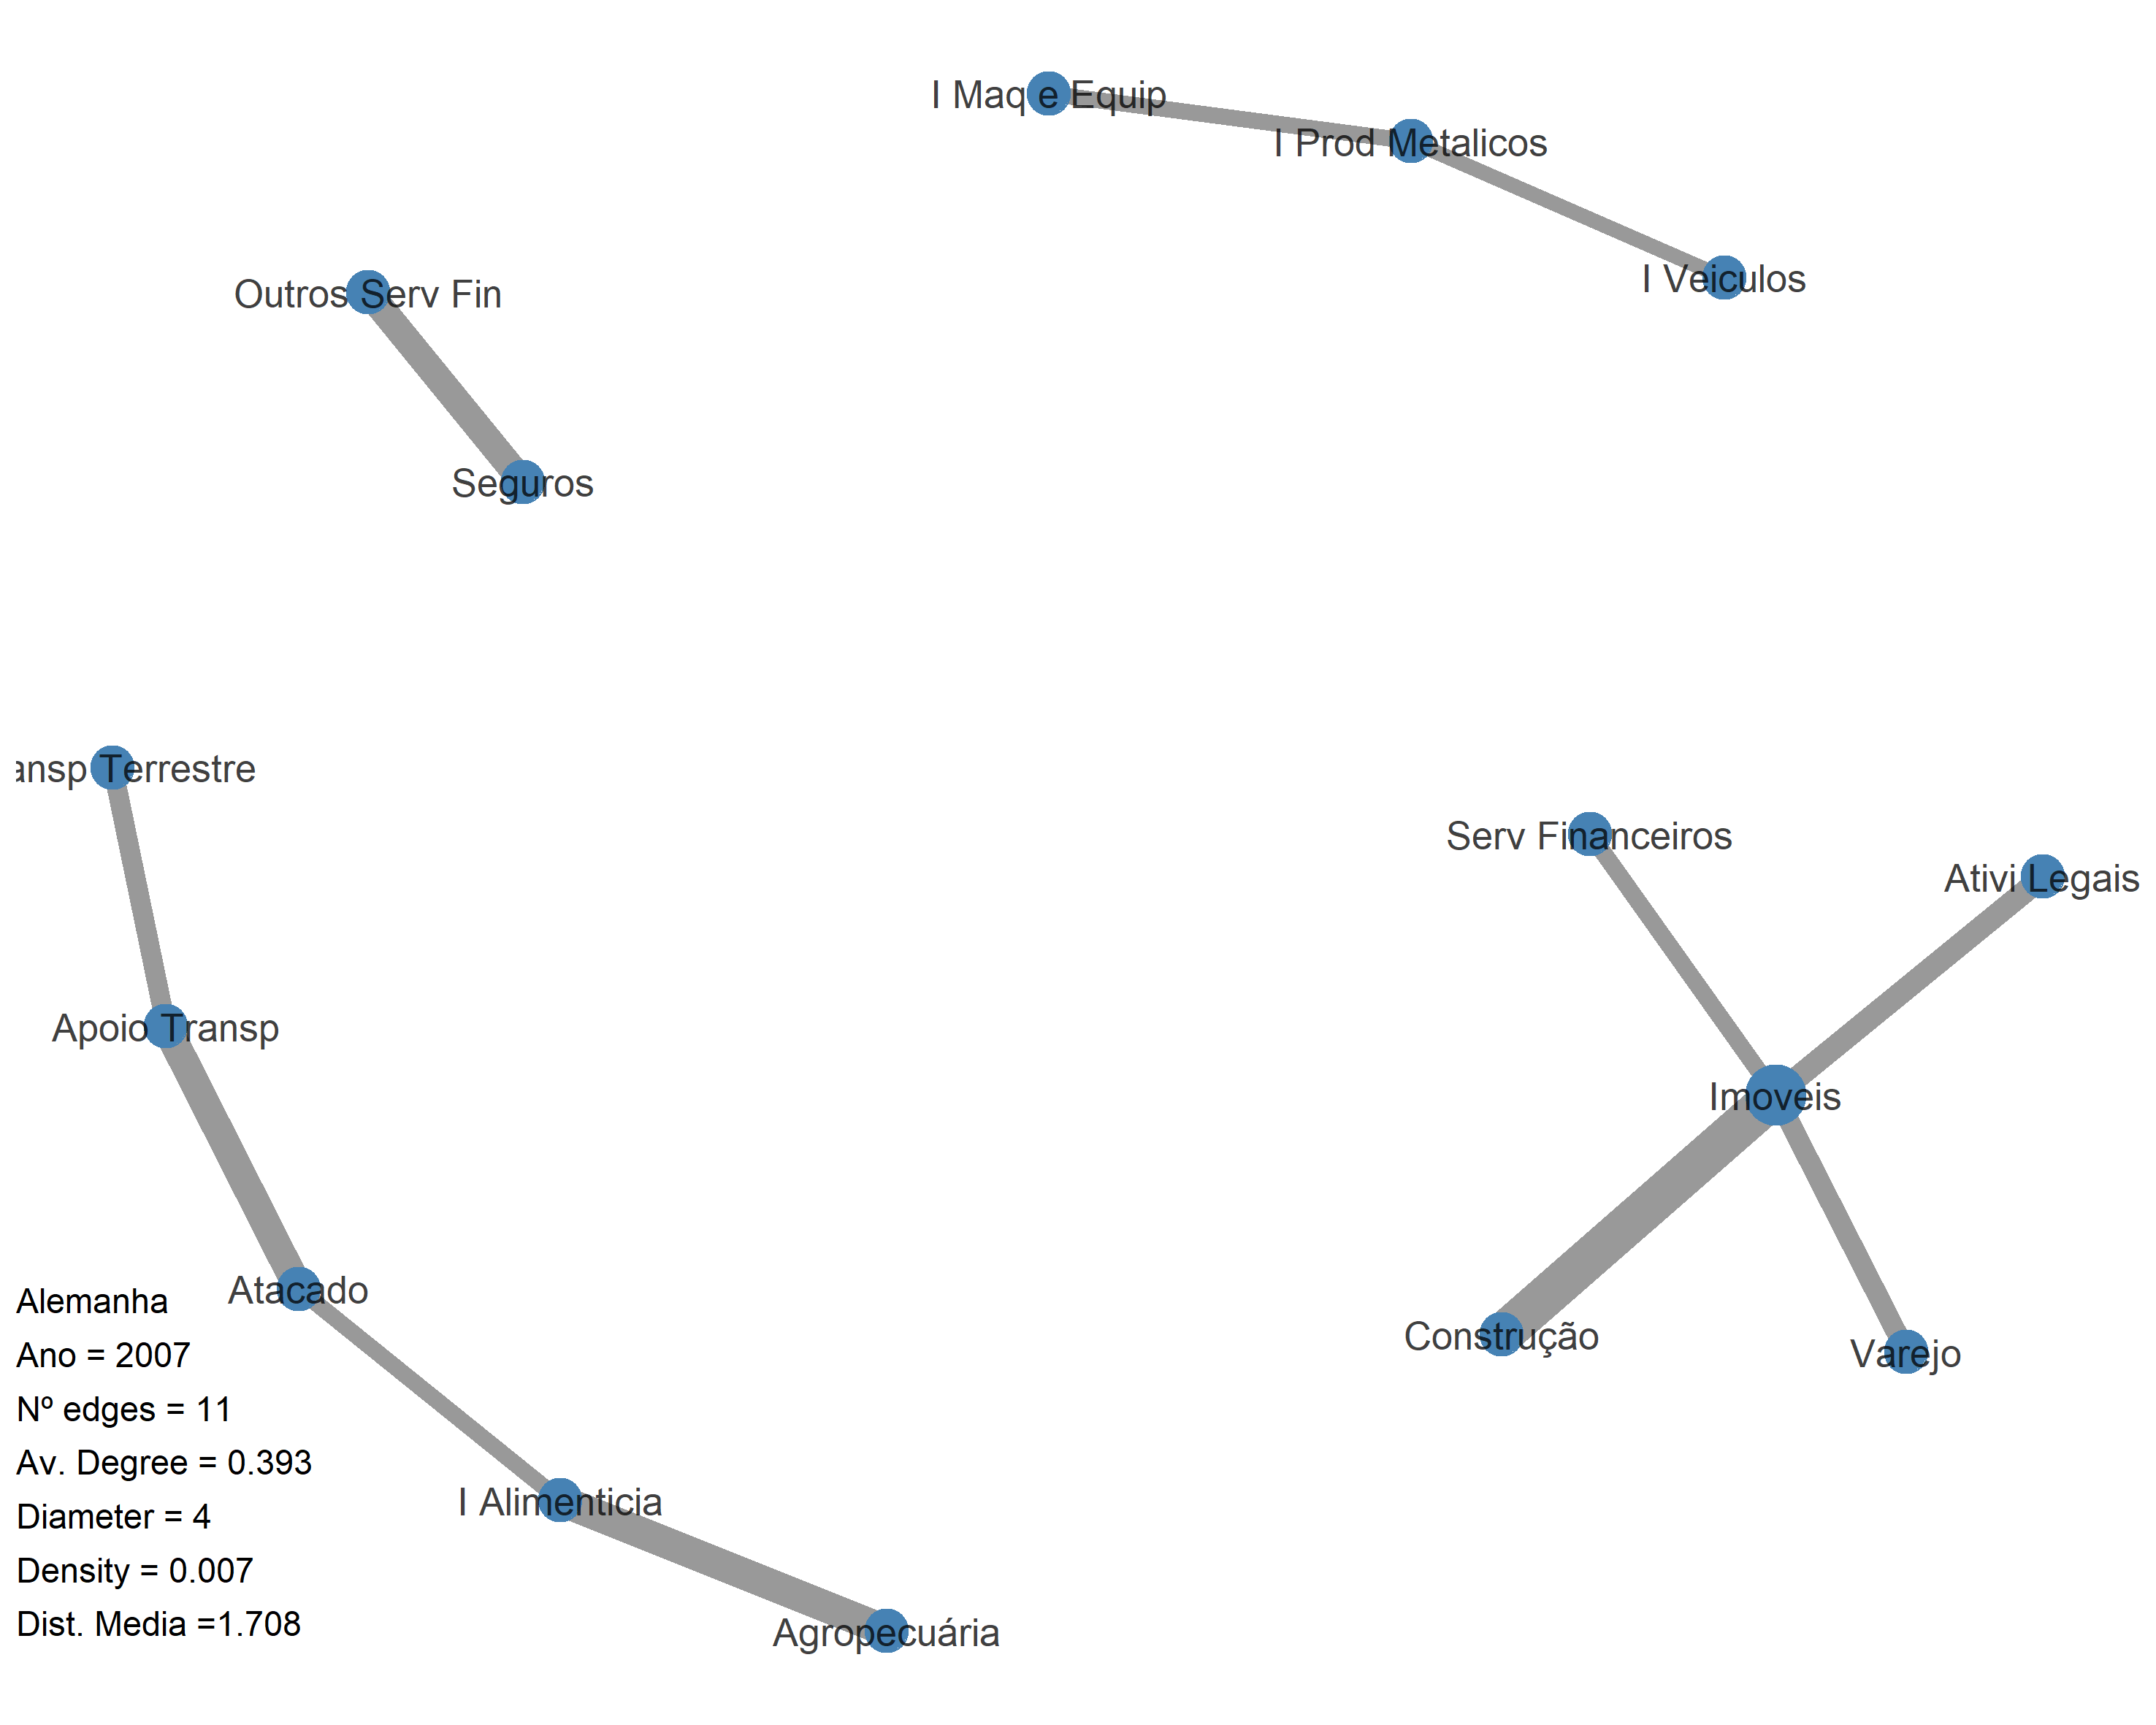 I Maq e Equip
I Prod Metalicos
I Veiculos
Outros Serv Fin
Seguros
ansp Terrestre
Serv Financeiros
Ativi Legais
Apoio Transp
Imoveis
Atacado
Construção
Varejo
I Alimenticia
Agropecuária
Alemanha
Ano = 2007
Nº edges = 11
Av. Degree = 0.393
Diameter = 4
Density = 0.007
Dist. Media =1.708